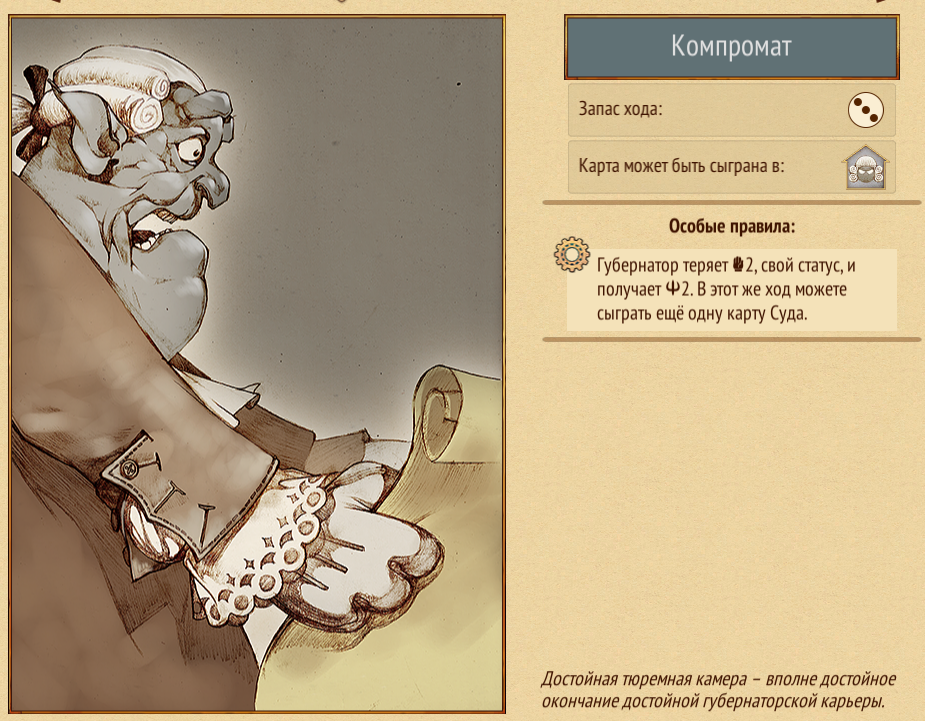 Компромат
Запас хода:
Карта может быть сыграна в:
Особые правила:
Губернатор теряет 2, свой статус, и
получает 2. В этот же ход можете
сыграть ещё одну карту Суда.
Достойная тюремная камера – вполне достойное
окончание достойной губернаторской карьеры.